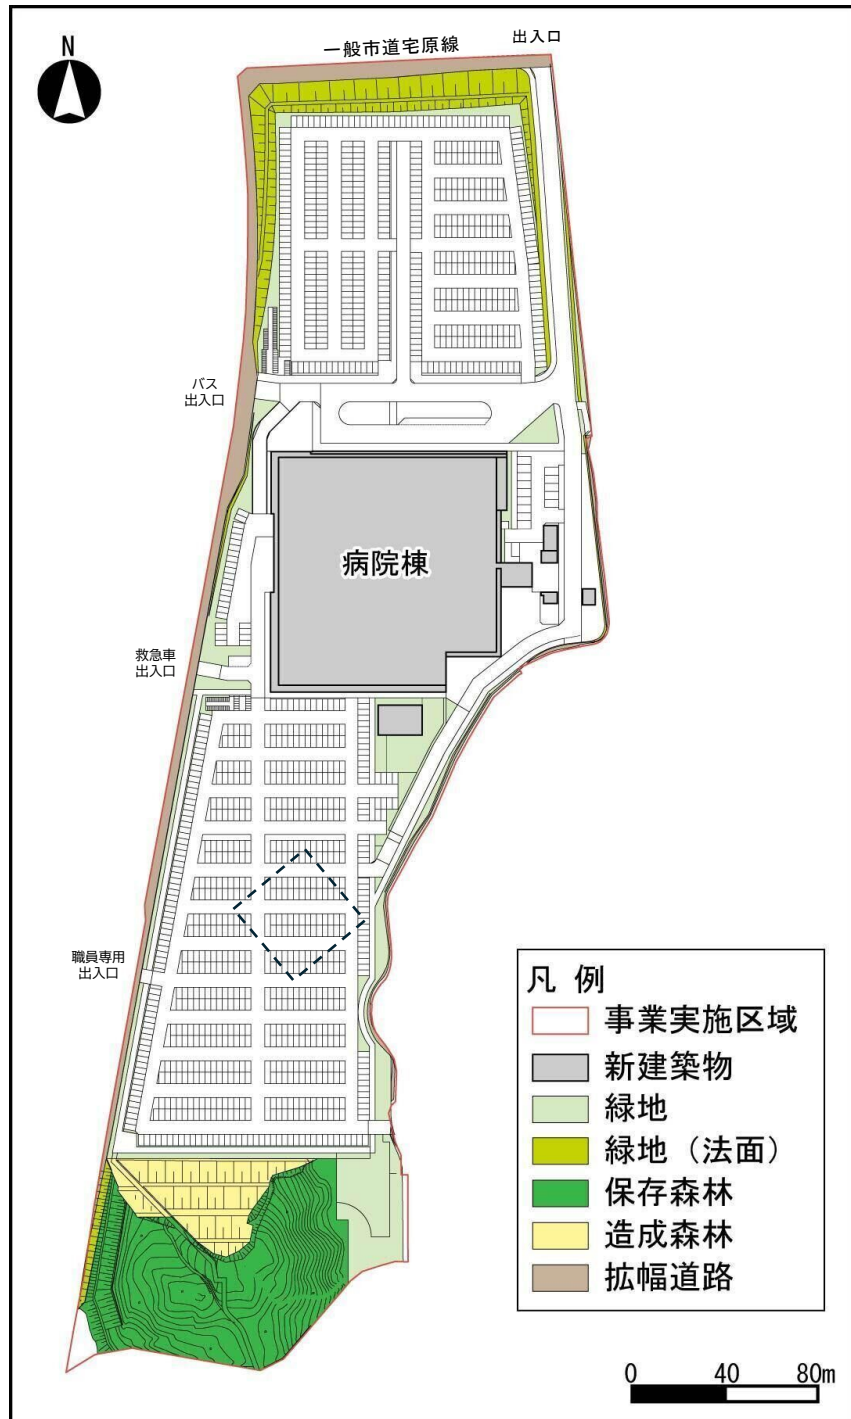 N
一般市道宅原線
出入口
バス
出入口
病院棟
救急車
出入口
職員専用
出入口
凡 例
事業実施区域
新建築物
緑地
緑地（法面）
保存森林
造成森林
拡幅道路
0 40 80m